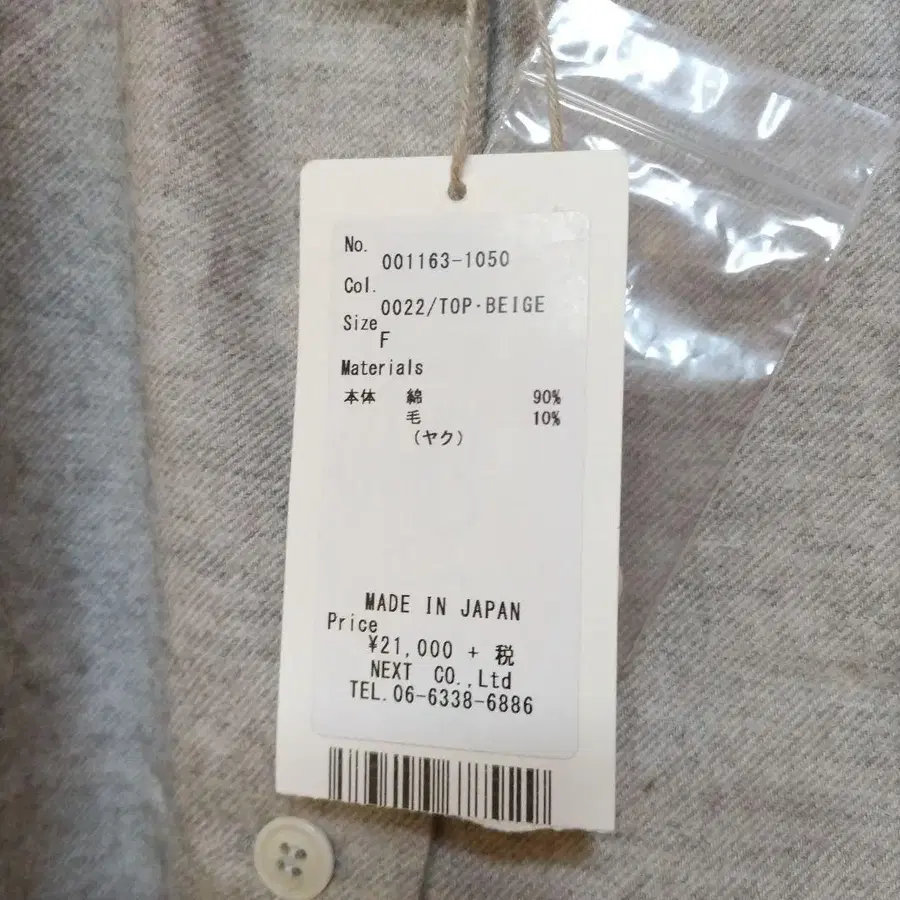 No.
001163-1050
Col.
0022/TOP·BEIGE
Size
F
Materials
本体 綿 90%
毛 10%
(ヤク)
MADE IN JAPAN
Price
¥21,000 + 税
NEXT CO.,Ltd
TEL.06-6338-6886